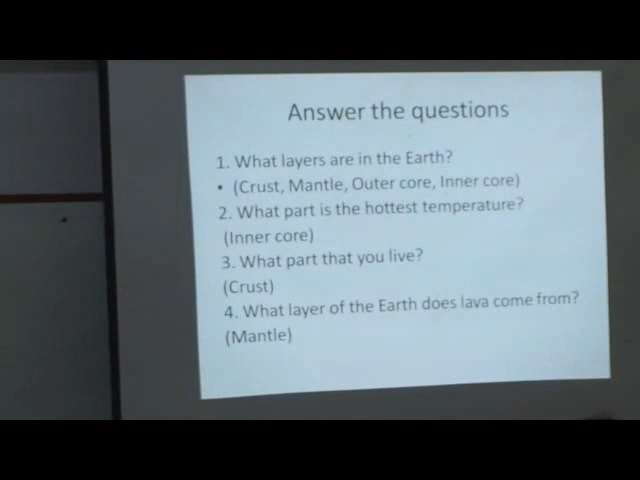 Answer the questions
1. What layers are in the Earth?
• (Crust, Mantle, Outer core, Inner core)
2. What part is the hottest temperature?
(Inner core)
3. What part that you live?
(Crust)
4. What layer of the Earth does lava come from?
(Mantle)